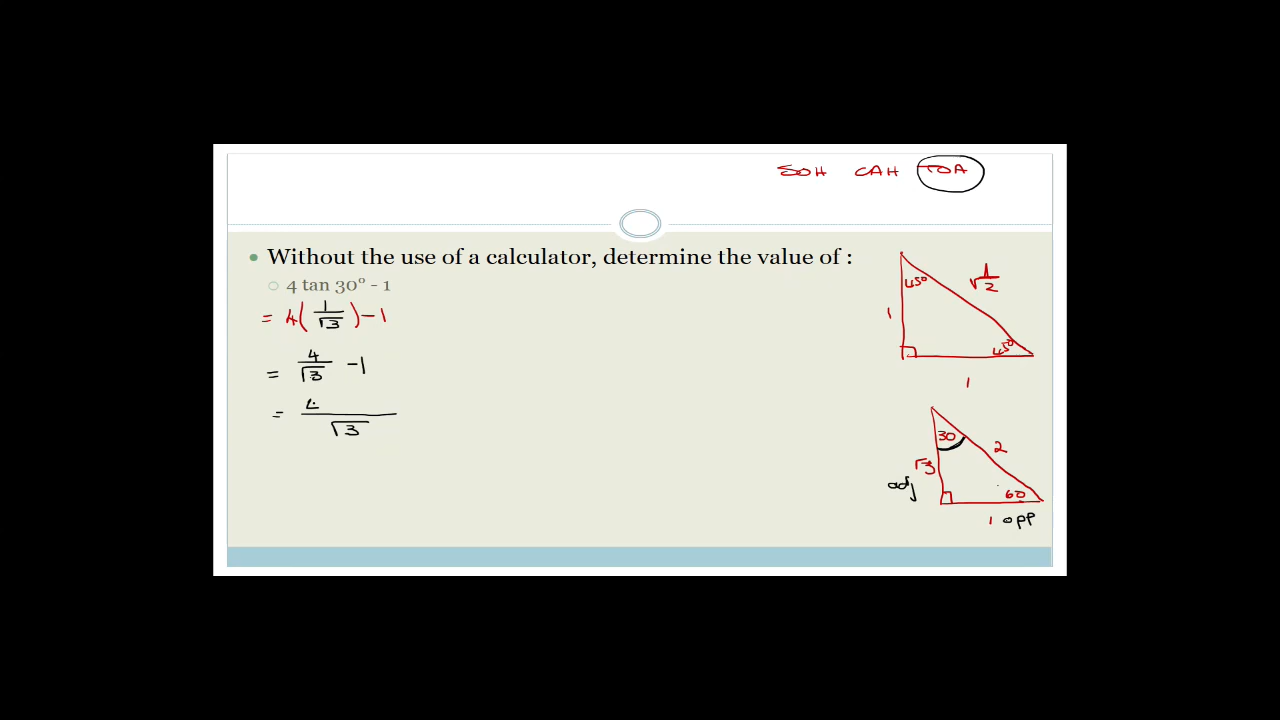 SOH CAH TOA
Without the use of a calculator, determine the value of :
4 tan 30° - 1
= 4( 1/√3 ) - 1
= 4/√3 - 1
= 4 / √3
45°
1
45°
1
30
2
√3
adj
60
1 opp